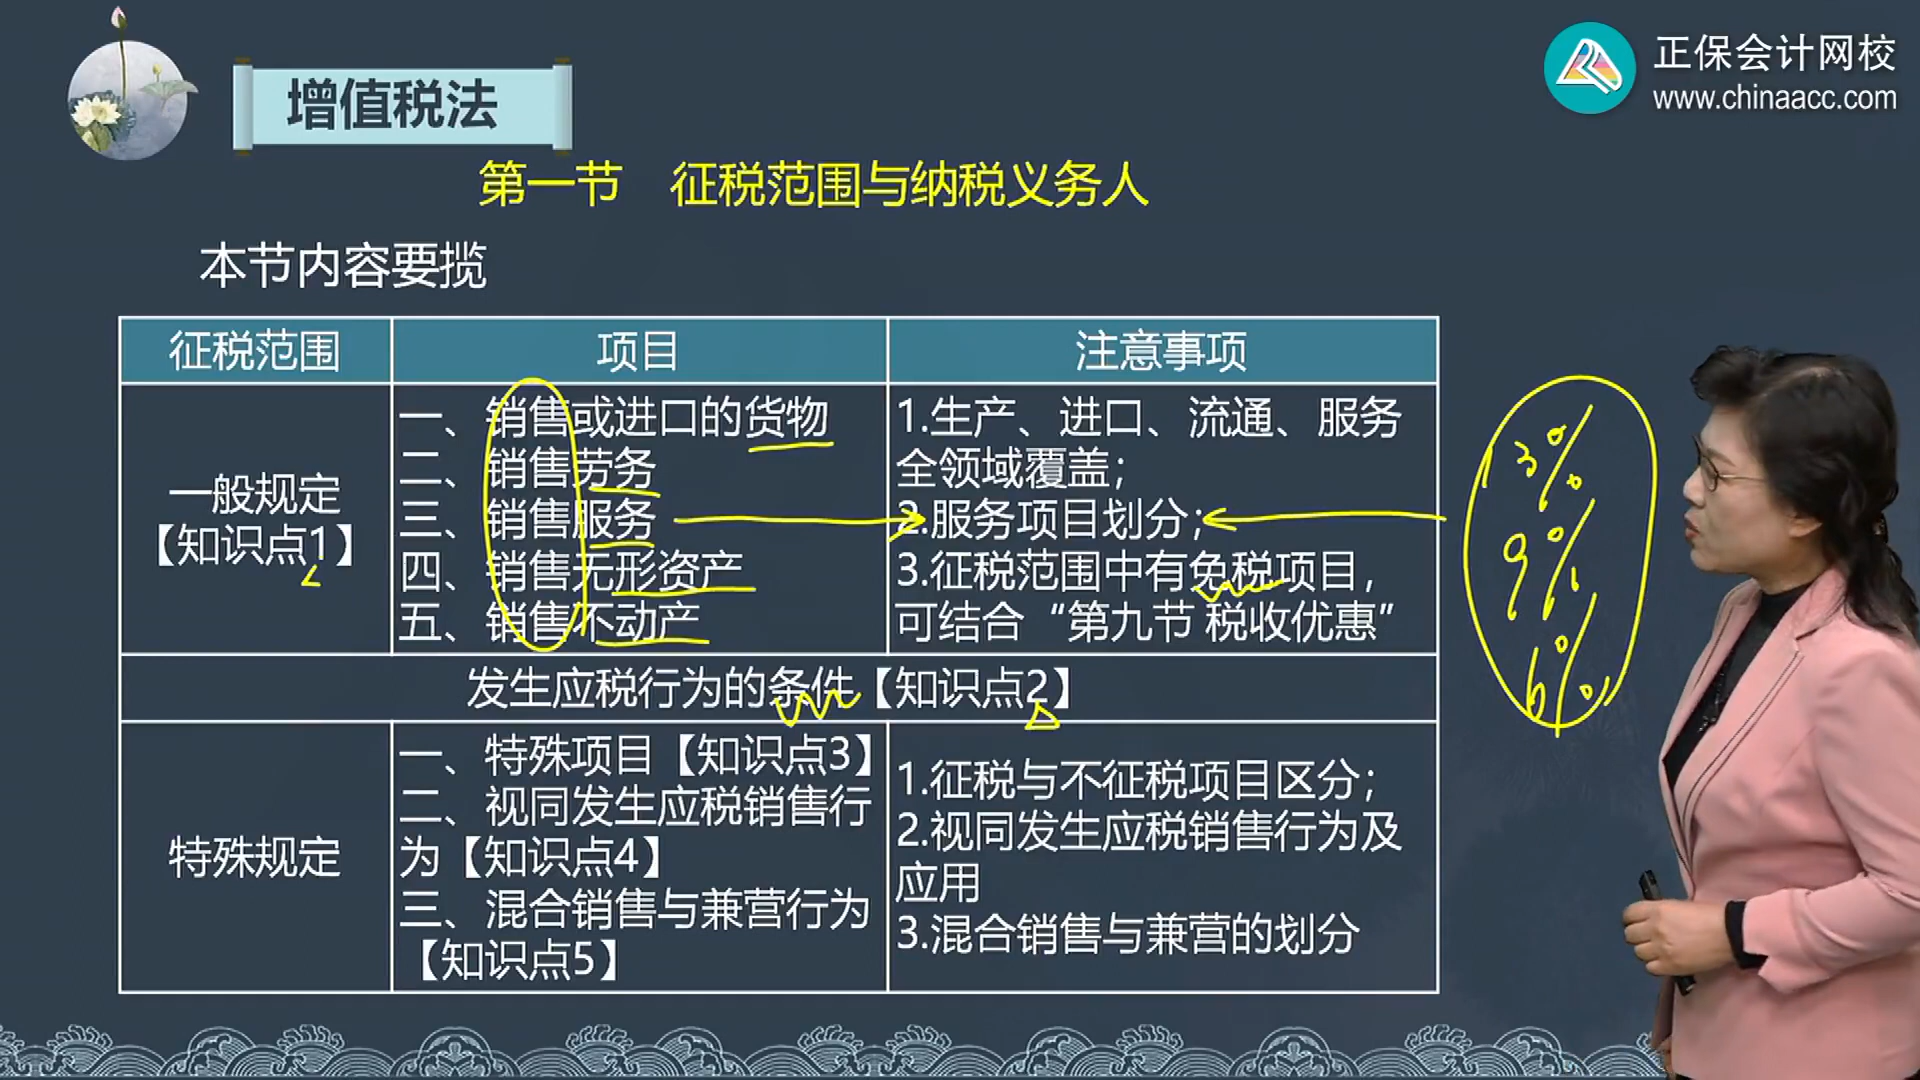 正保会计网校
www.chinaacc.com
增值税法
第一节 征税范围与纳税义务人
本节内容要揽
征税范围
项目
注意事项
一般规定
【知识点1】
一、销售或进口的货物
二、销售劳务
三、销售服务
四、销售无形资产
五、销售不动产
1.生产、进口、流通、服务
全领域覆盖；
2.服务项目划分；
3.征税范围中有免税项目，
可结合“第九节 税收优惠”
13%
9%
6%
发生应税行为的条件【知识点2】
特殊规定
一、特殊项目【知识点3】
二、视同发生应税销售行
为【知识点4】
三、混合销售与兼营行为
【知识点5】
1.征税与不征税项目区分；
2.视同发生应税销售行为及
应用
3.混合销售与兼营的划分